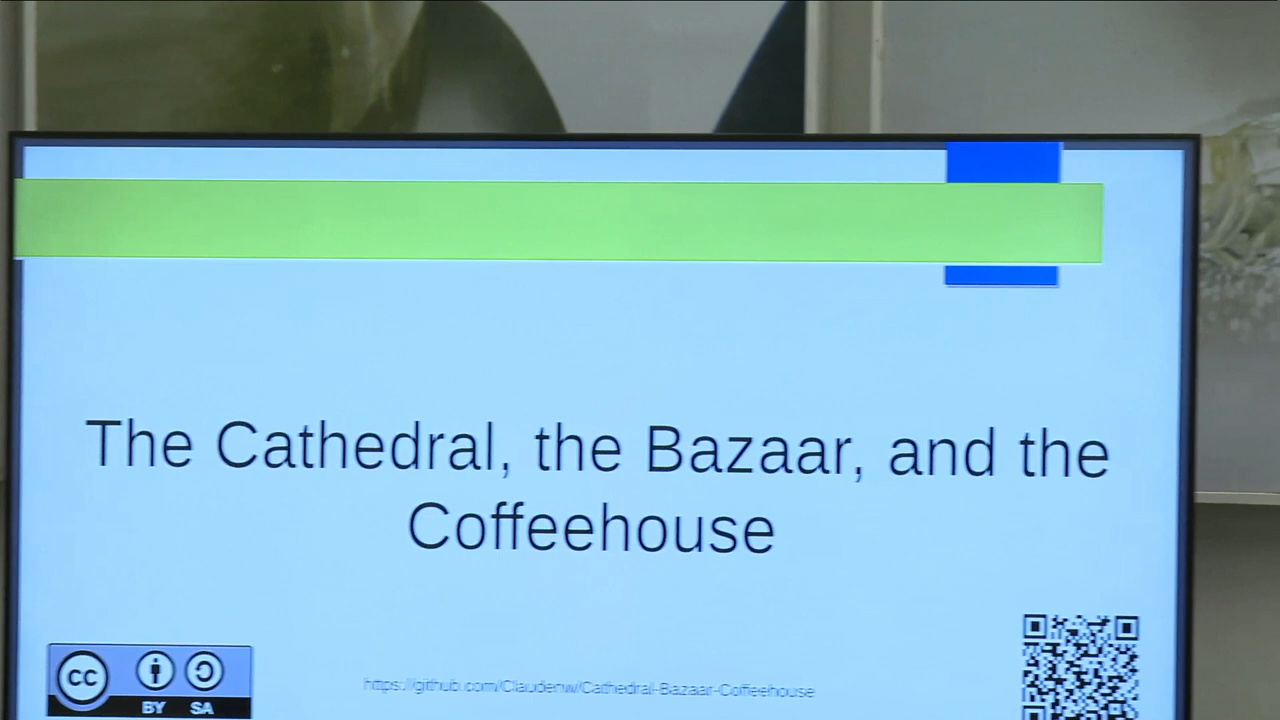 The Cathedral, the Bazaar, and the
Coffeehouse
cc
BY SA
https://github.com/Claudenw/Cathedral-Bazaar-Coffeehouse